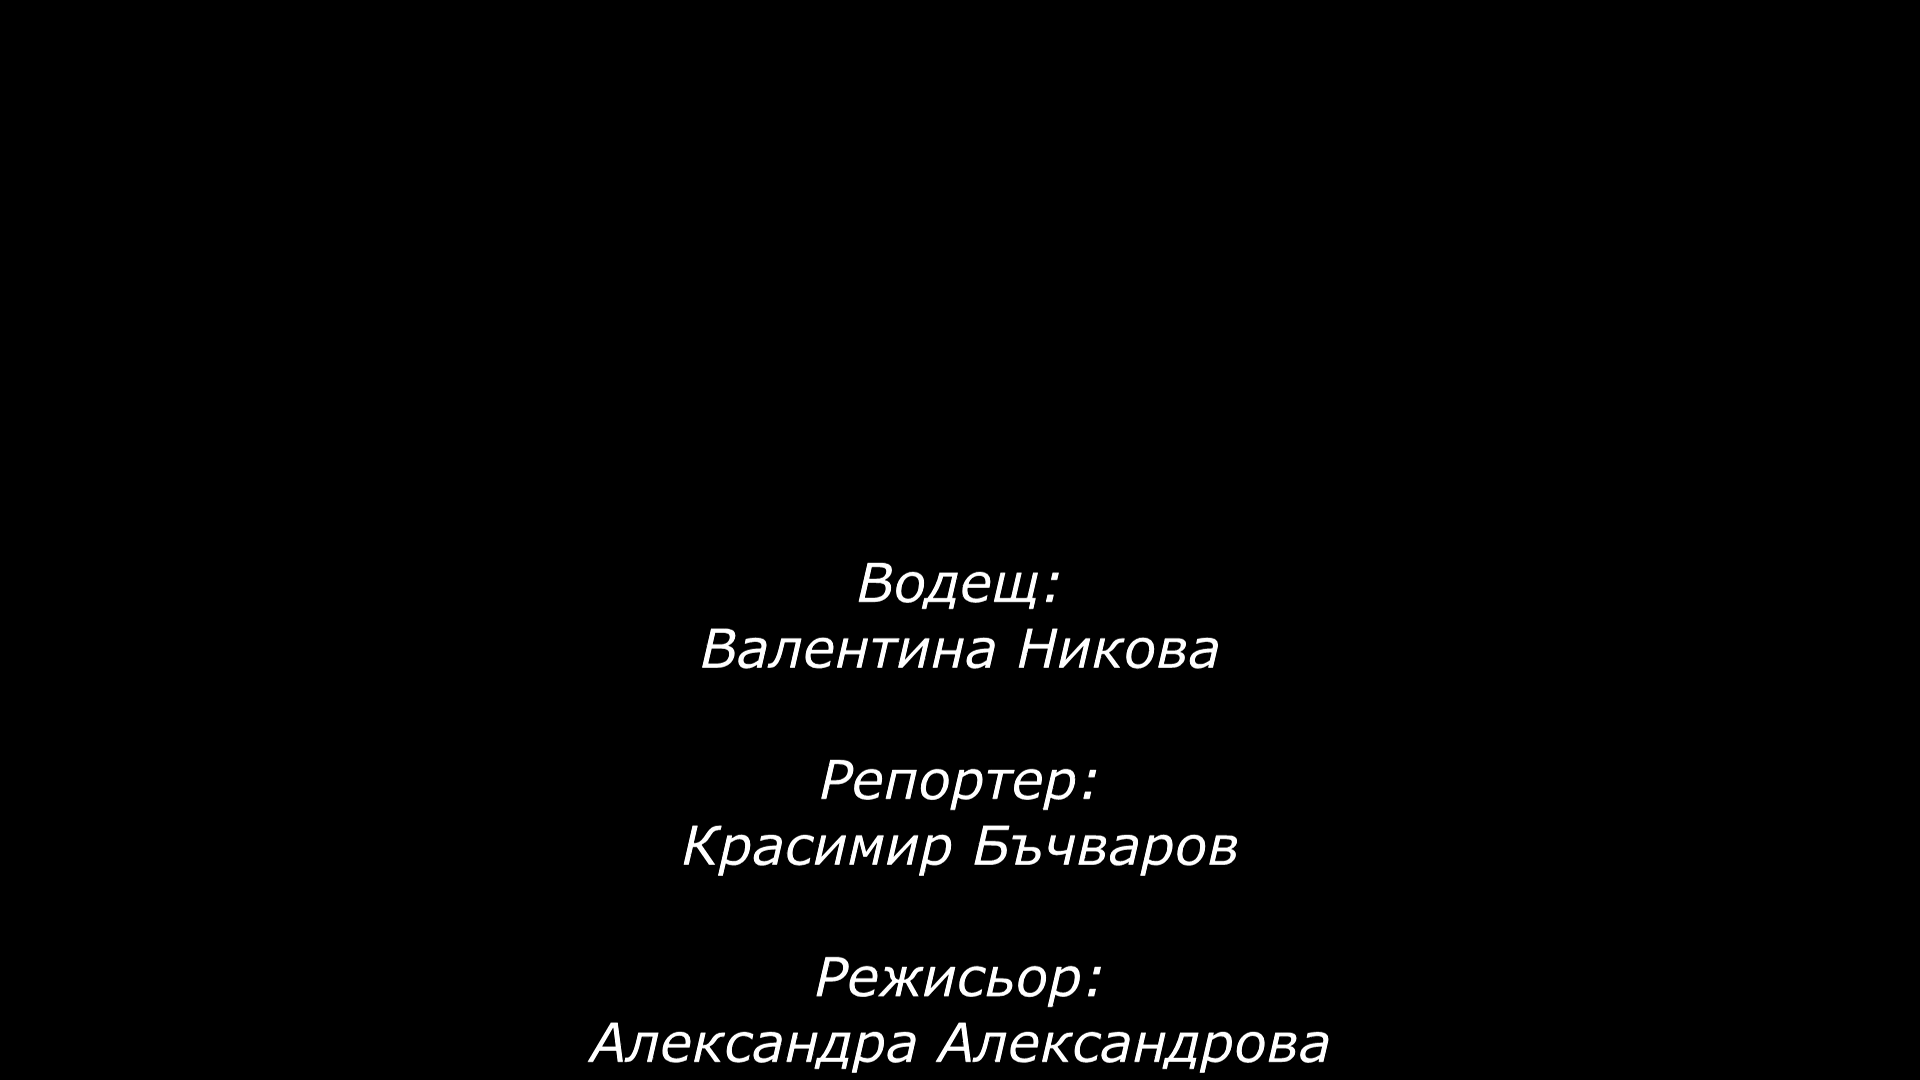 Водещ:
Валентина Никова
Репортер:
Красимир Бъчваров
Режисьор:
Александра Александрова